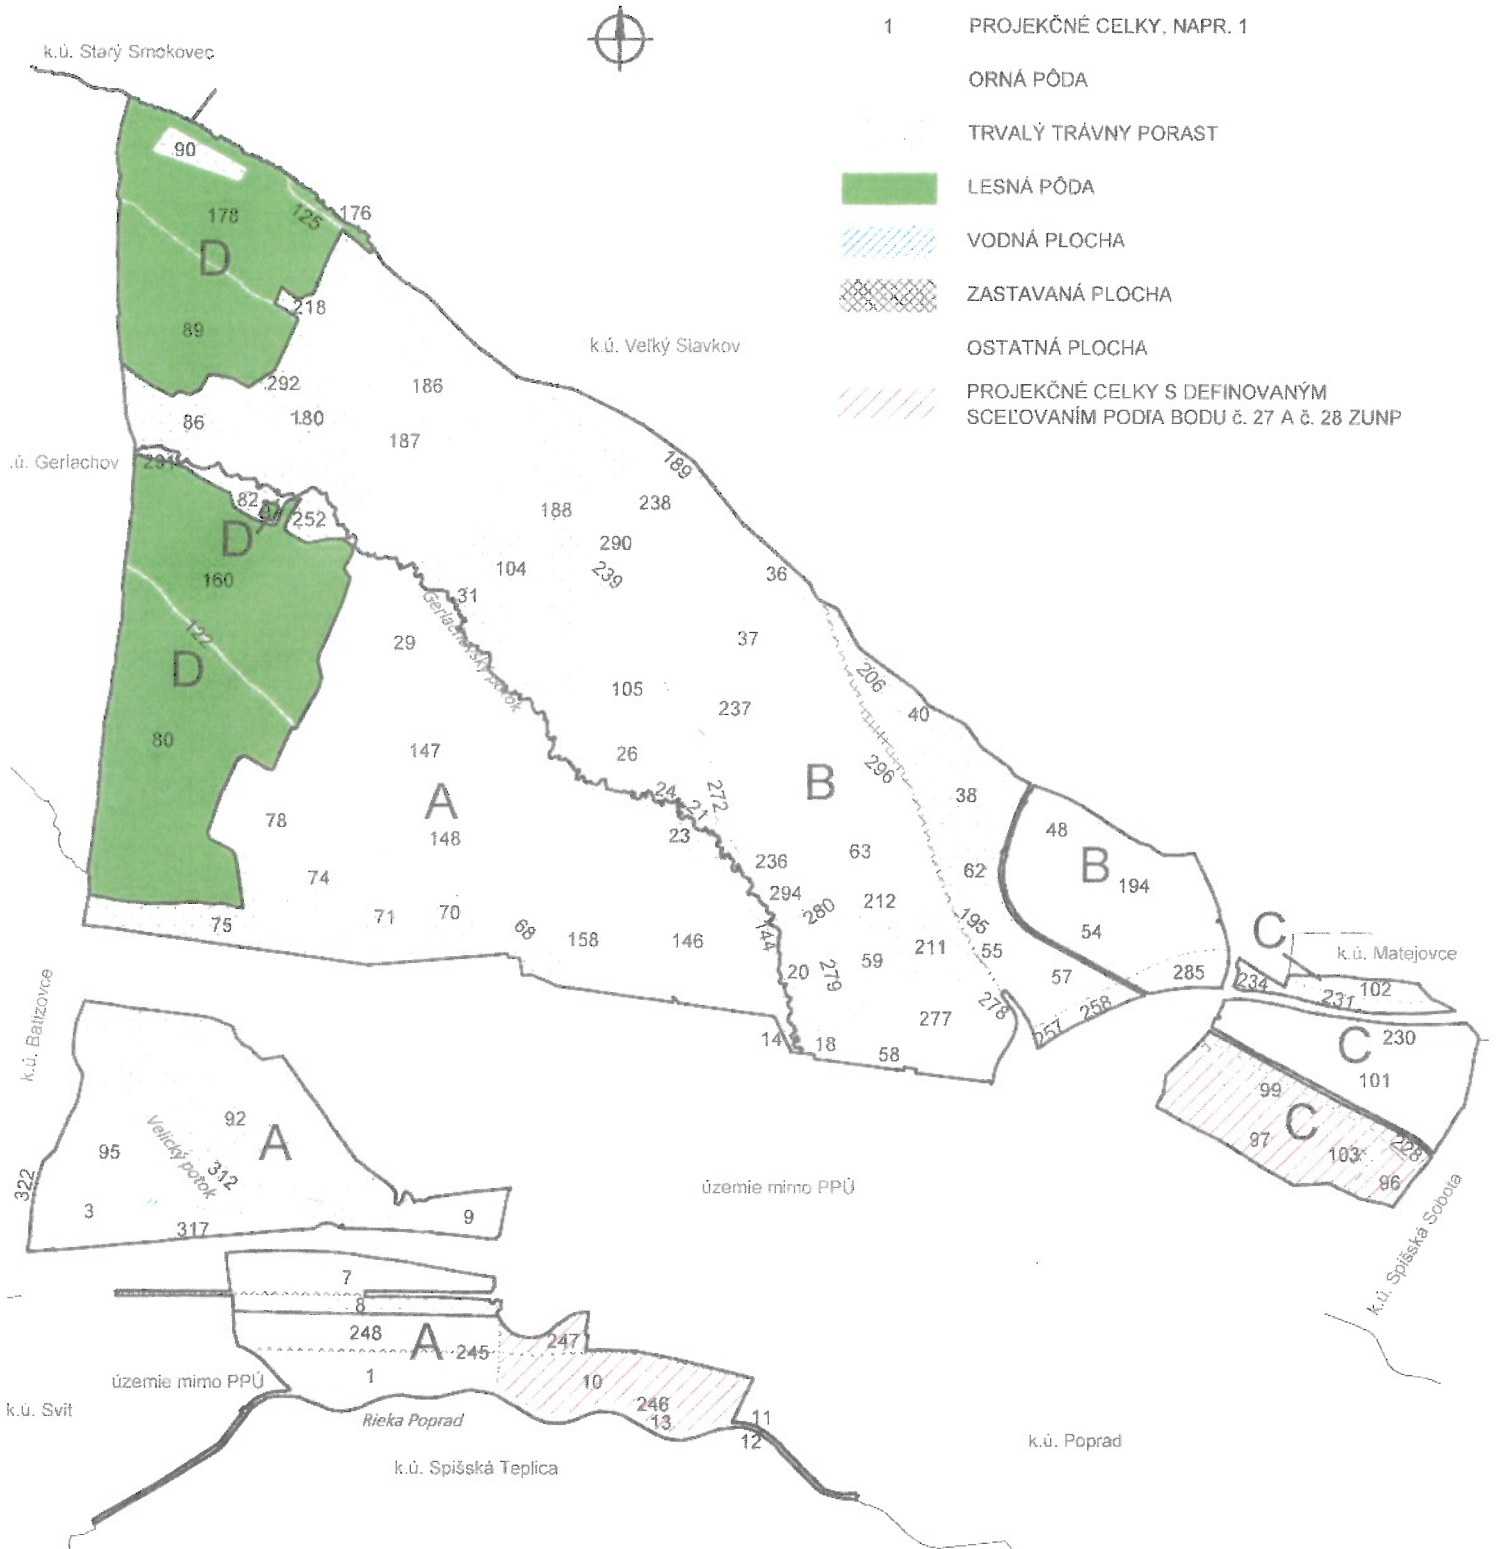 k.ú. Starý Smokovec
1 PROJEKČNÉ CELKY, NAPR. 1
ORNÁ PÔDA
TRVALÝ TRÁVNY PORAST
LESNÁ PÔDA
VODNÁ PLOCHA
ZASTAVANÁ PLOCHA
OSTATNÁ PLOCHA
PROJEKČNÉ CELKY S DEFINOVANÝM
SCEĽOVANÍM PODĽA BODU č. 27 A č. 28 ZUNP
90
178
125
176
D
218
89
k.ú. Veľký Slavkov
292
186
86
180
187
.ú. Gerlachov
291
189
82
252
D
188
238
290
160
104
239
36
31
Gerlachovský potok
122
29
37
D
206
105
237
40
80
147
26
296
B
272
24
21
38
A
78
148
23
48
236
63
B
62
194
74
294
280
212
75
71
70
68
158
146
144
195
54
211
55
C
k.ú. Matejovce
20
279
59
57
285
234
102
231
278
258
277
257
14
18
58
C
230
101
k.ú. Batizovce
99
92
Velický potok
A
C
95
97
103
228
312
322
96
3
317
9
územie mimo PPÚ
k.ú. Spišská Sobota
7
8
248
A
245
247
1
10
územie mimo PPÚ
246
13
11
12
k.ú. Svit
Rieka Poprad
k.ú. Poprad
k.ú. Spišská Teplica